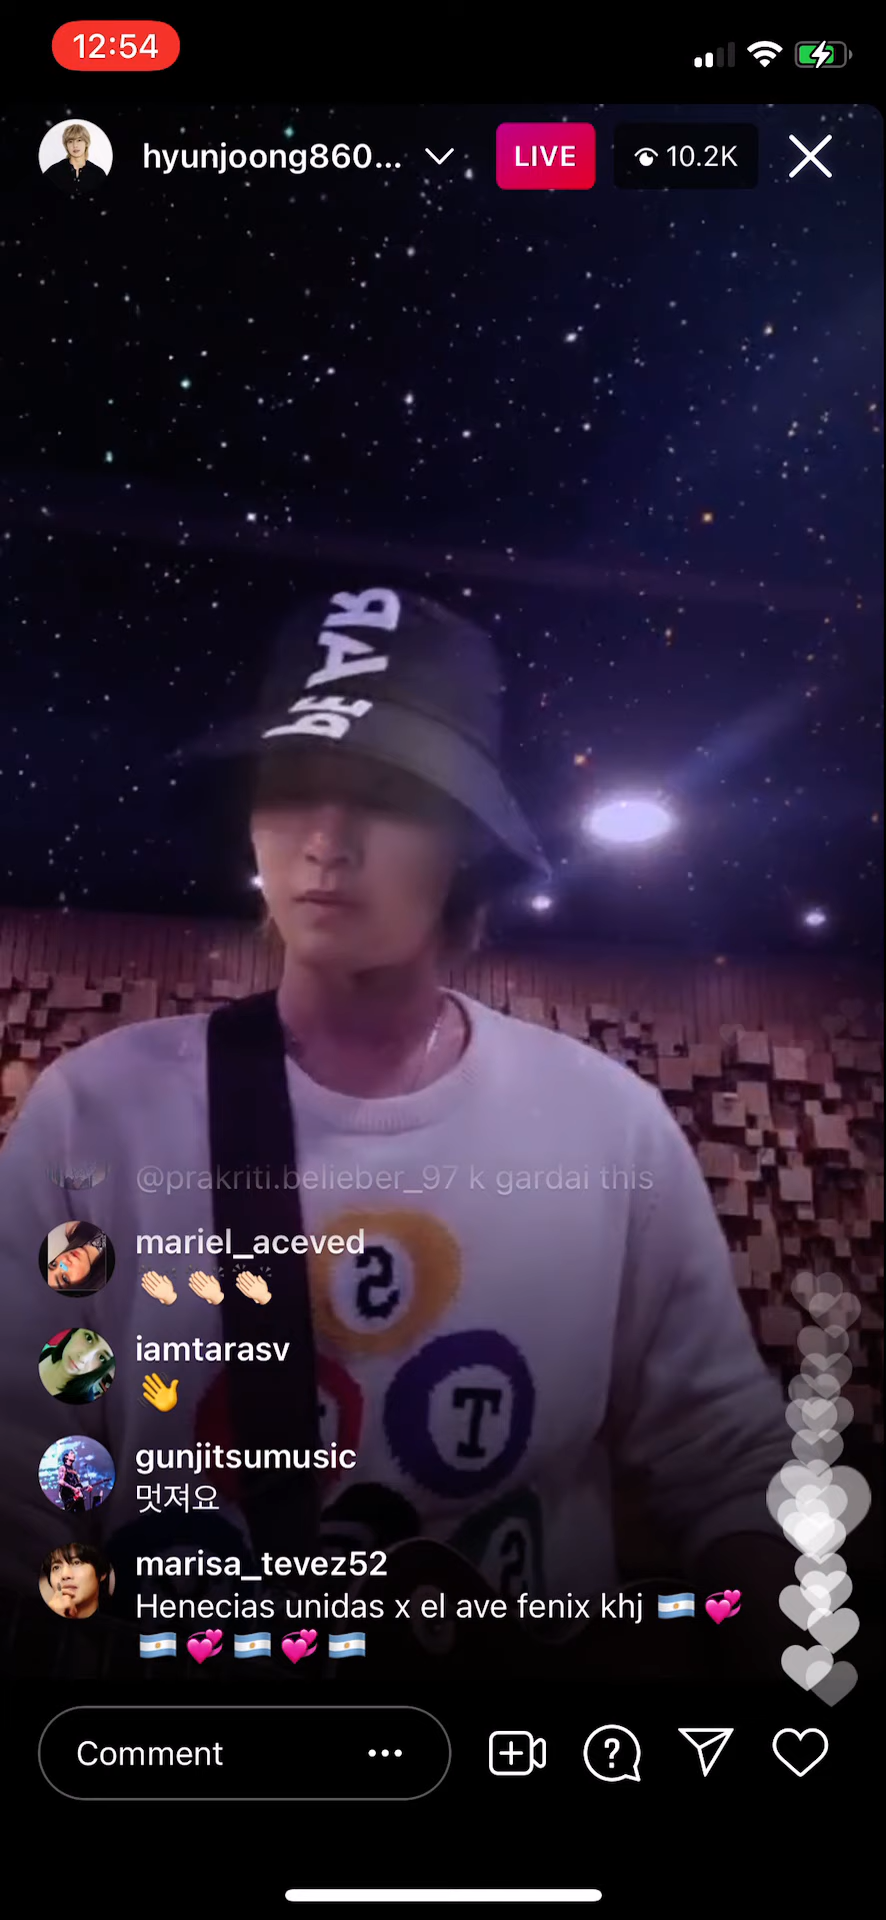 12:54
hyunjoong860...
LIVE
10.2K
@prakriti.belieber_97 k gardai this
mariel_aceved
👏🏻👏🏻👏🏻
iamtarasv
👋
gunjitsumusic
멋져요
marisa_tevez52
Henecias unidas x el ave fenix khj 🇦🇷💞
🇦🇷💞🇦🇷💞🇦🇷
Comment